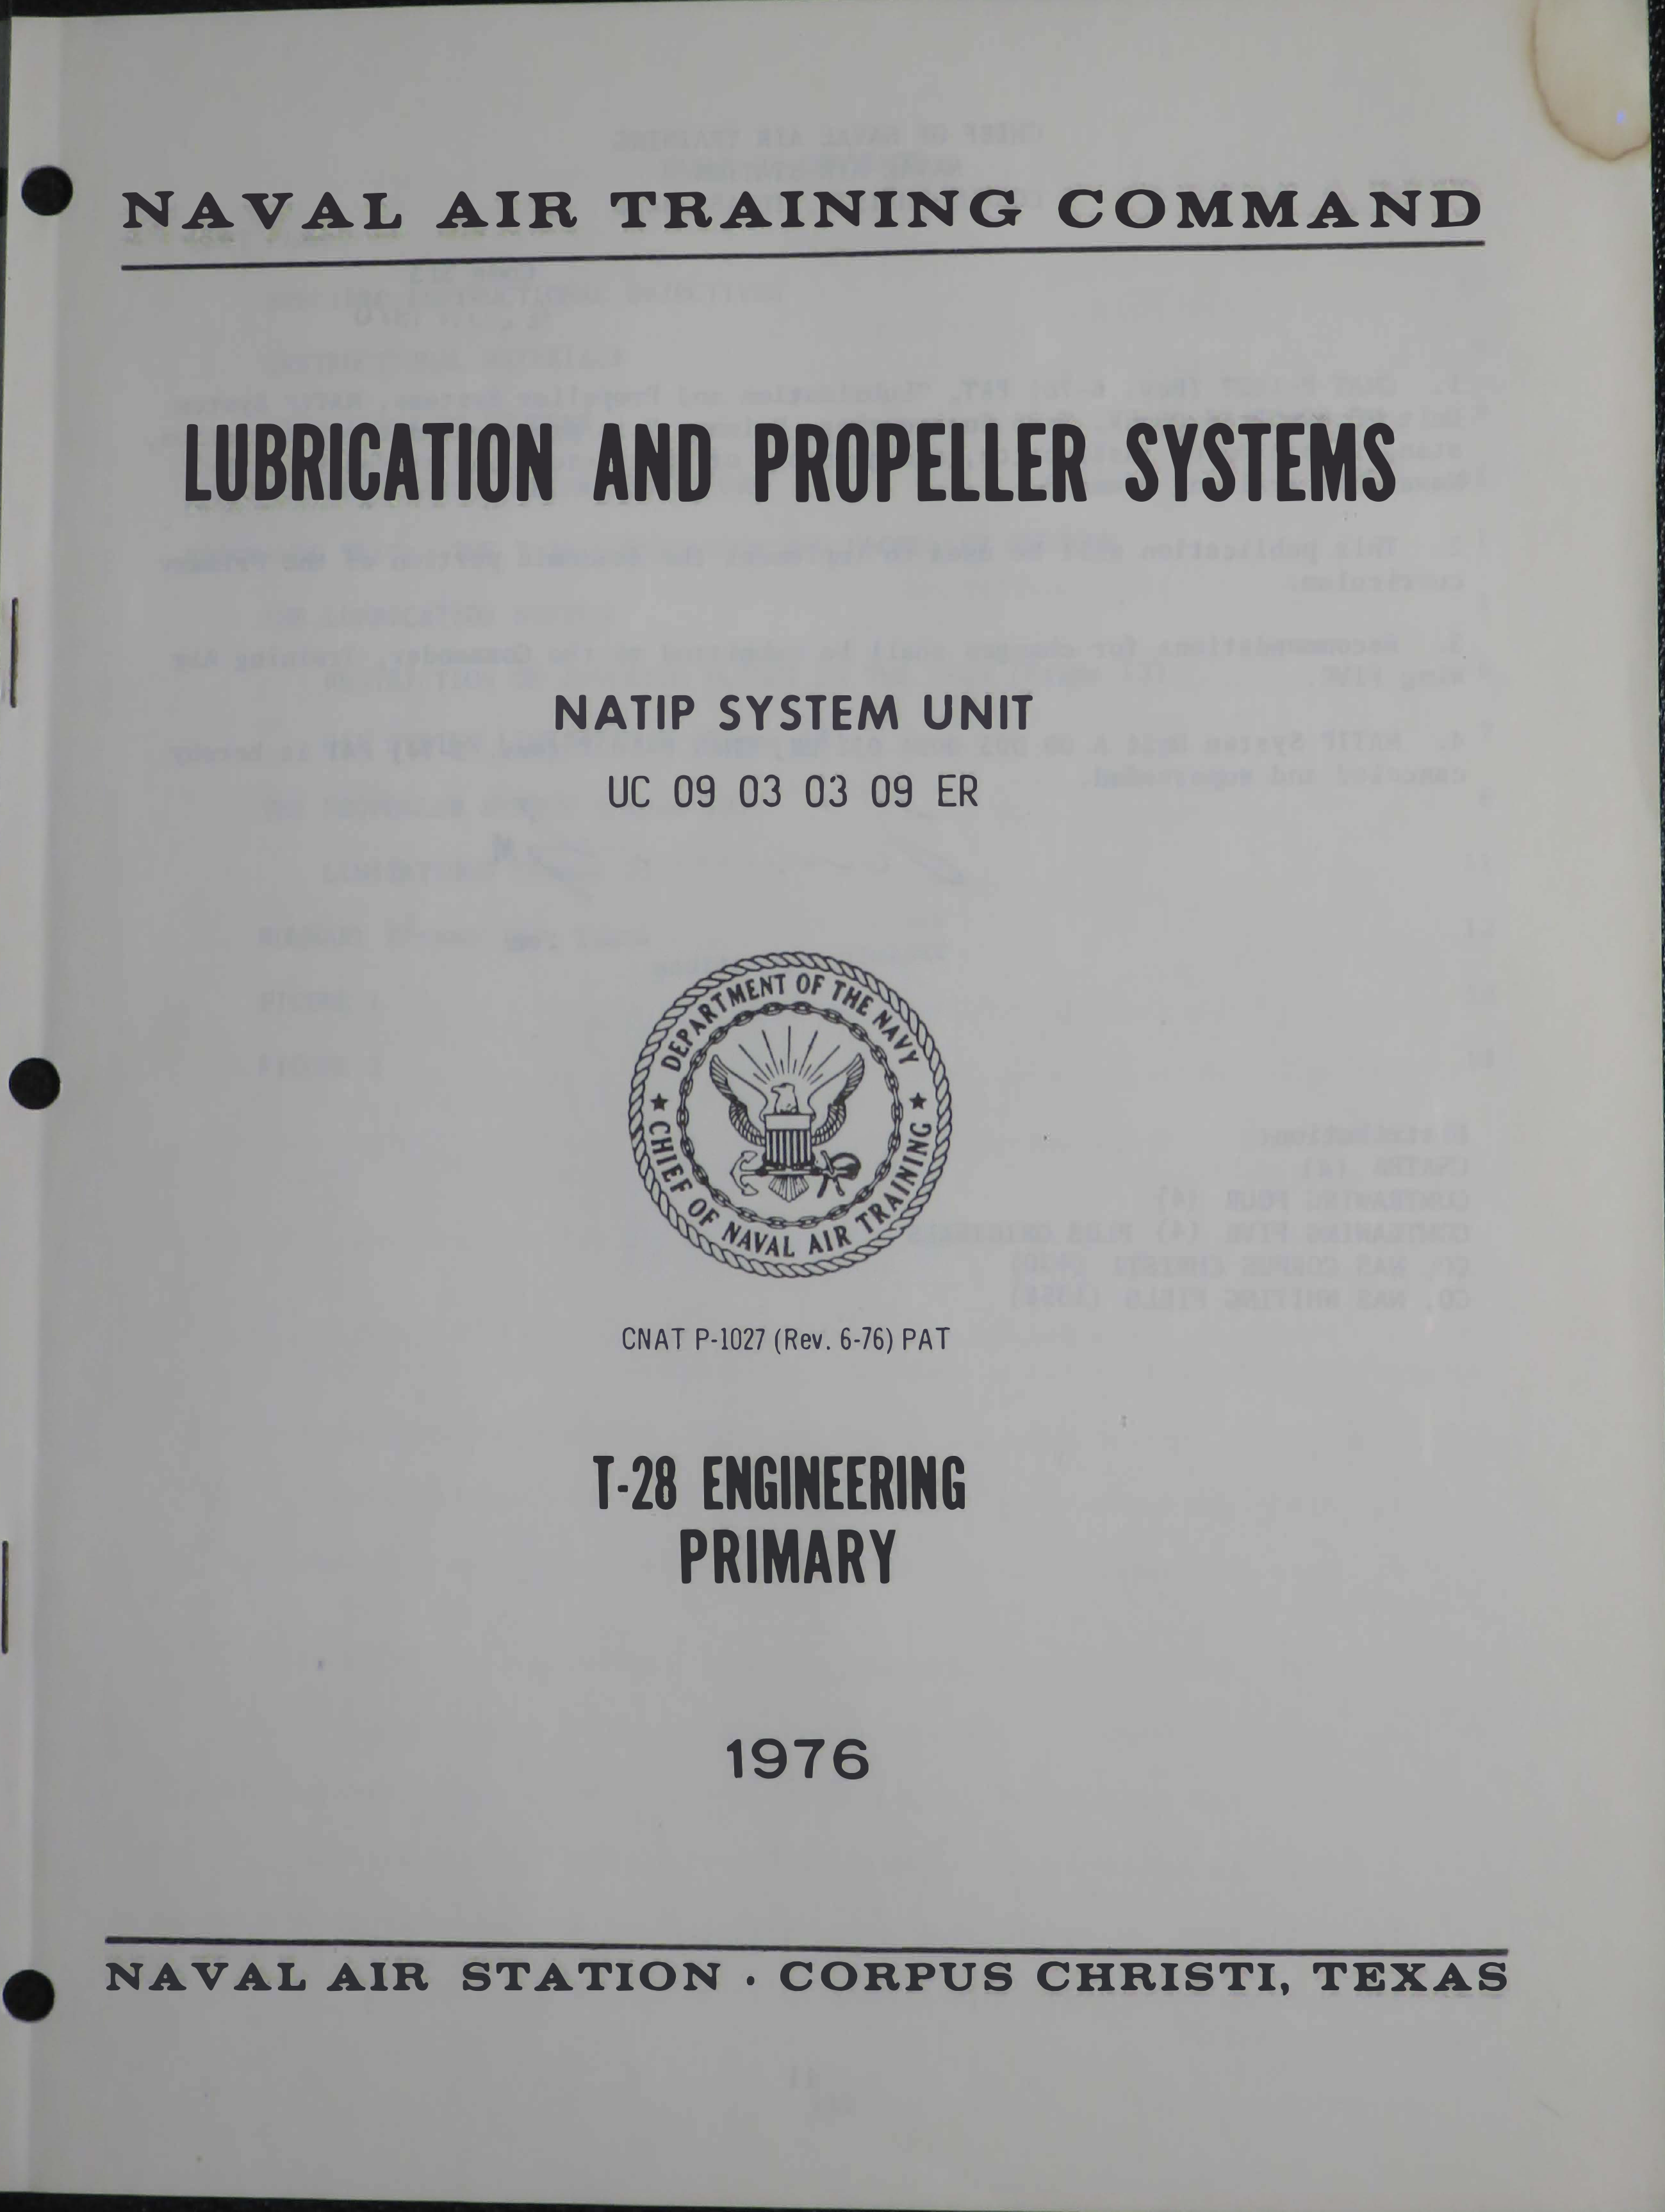 NAVAL AIR TRAINING COMMAND
LUBRICATION AND PROPELLER SYSTEMS
NATIP SYSTEM UNIT
UC 09 03 03 09 ER
DEPARTMENT OF THE NAVY
CHIEF OF NAVAL AIR TRAINING
CNAT P-1027 (Rev. 6-76) PAT
T-28 ENGINEERING
PRIMARY
1976
NAVAL AIR STATION · CORPUS CHRISTI, TEXAS